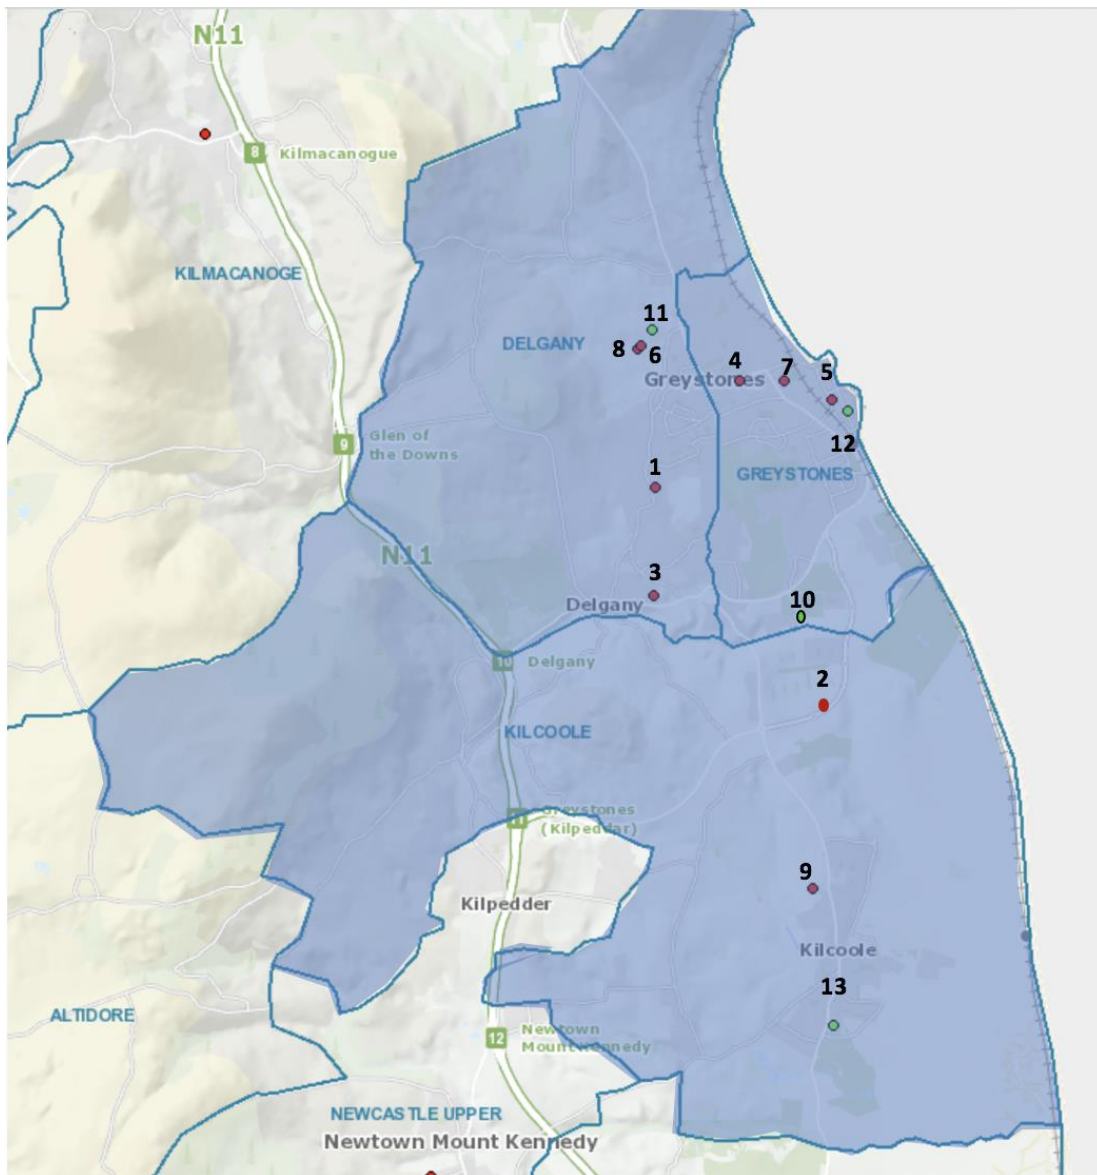 N11
8
Kilmacanogue
KILMACANOGE
11
DELGANY
8
6
4
7
5
Greystones
12
9
Glen of
the Downs
GREYSTONES
1
N11
3
Delgany
10
10
Delgany
2
KILCOOLE
11
Greystones
(Kilpeddar)
9
Kilpedder
Kilcoole
13
ALTIDORE
12
Newtown
Mount Kennedy
NEWCASTLE UPPER
Newtown Mount Kennedy